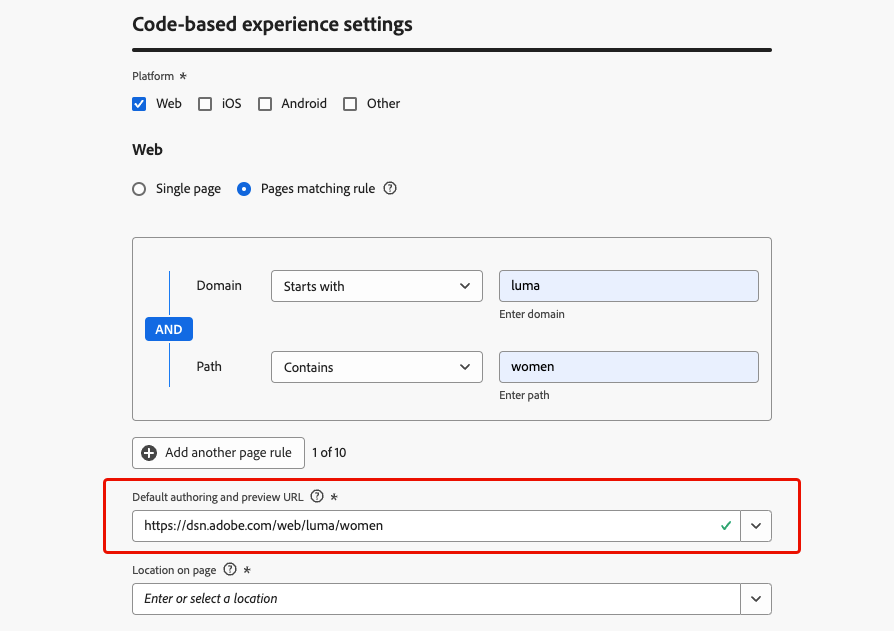 Code-based experience settings
Platform *
Web iOS Android Other
Web
Single page Pages matching rule ?
Domain Starts with luma
Enter domain
AND
Path Contains women
Enter path
Add another page rule 1 of 10
Default authoring and preview URL ? *
https://dsn.adobe.com/web/luma/women
Location on page ? *
Enter or select a location